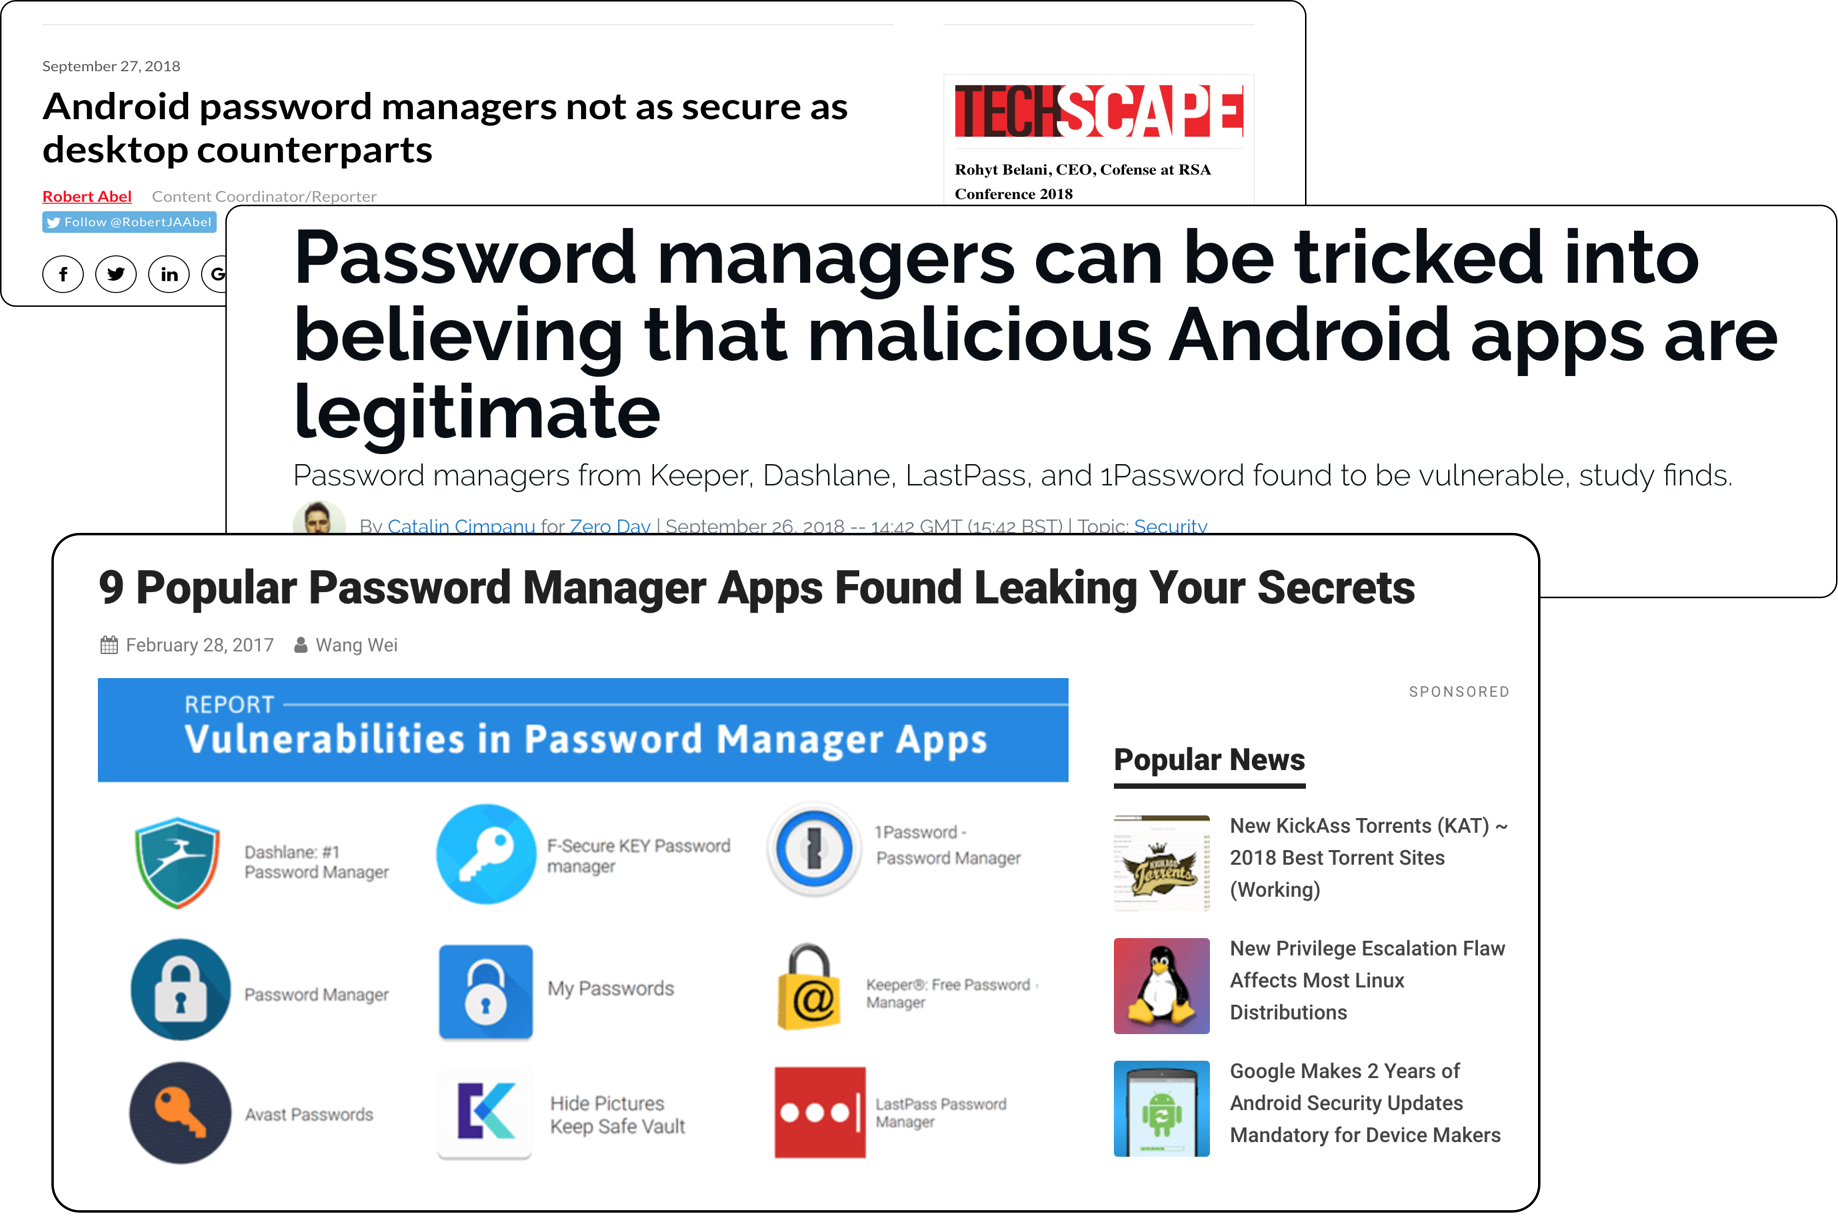 September 27, 2018
Android password managers not as secure as
desktop counterparts
Robert Abel Content Coordinator/Reporter
Follow @RobertJAAbel
TECHSCAPE
Rohyt Belani, CEO, Cofense at RSA
Conference 2018
Password managers can be tricked into
believing that malicious Android apps are
legitimate
Password managers from Keeper, Dashlane, LastPass, and 1Password found to be vulnerable, study finds.
By Catalin Cimpanu for Zero Day | September 26, 2018 -- 14:42 GMT (15:42 BST) | Topic: Security
9 Popular Password Manager Apps Found Leaking Your Secrets
February 28, 2017 Wang Wei
REPORT
Vulnerabilities in Password Manager Apps
Dashlane: #1
Password Manager
F-Secure KEY Password
manager
1Password -
Password Manager
Password Manager
My Passwords
Keeper®: Free Password
Manager
Avast Passwords
Hide Pictures
Keep Safe Vault
LastPass Password
Manager
SPONSORED
Popular News
KICKASS
Torrents
New KickAss Torrents (KAT) ~
2018 Best Torrent Sites
(Working)
New Privilege Escalation Flaw
Affects Most Linux
Distributions
Google Makes 2 Years of
Android Security Updates
Mandatory for Device Makers